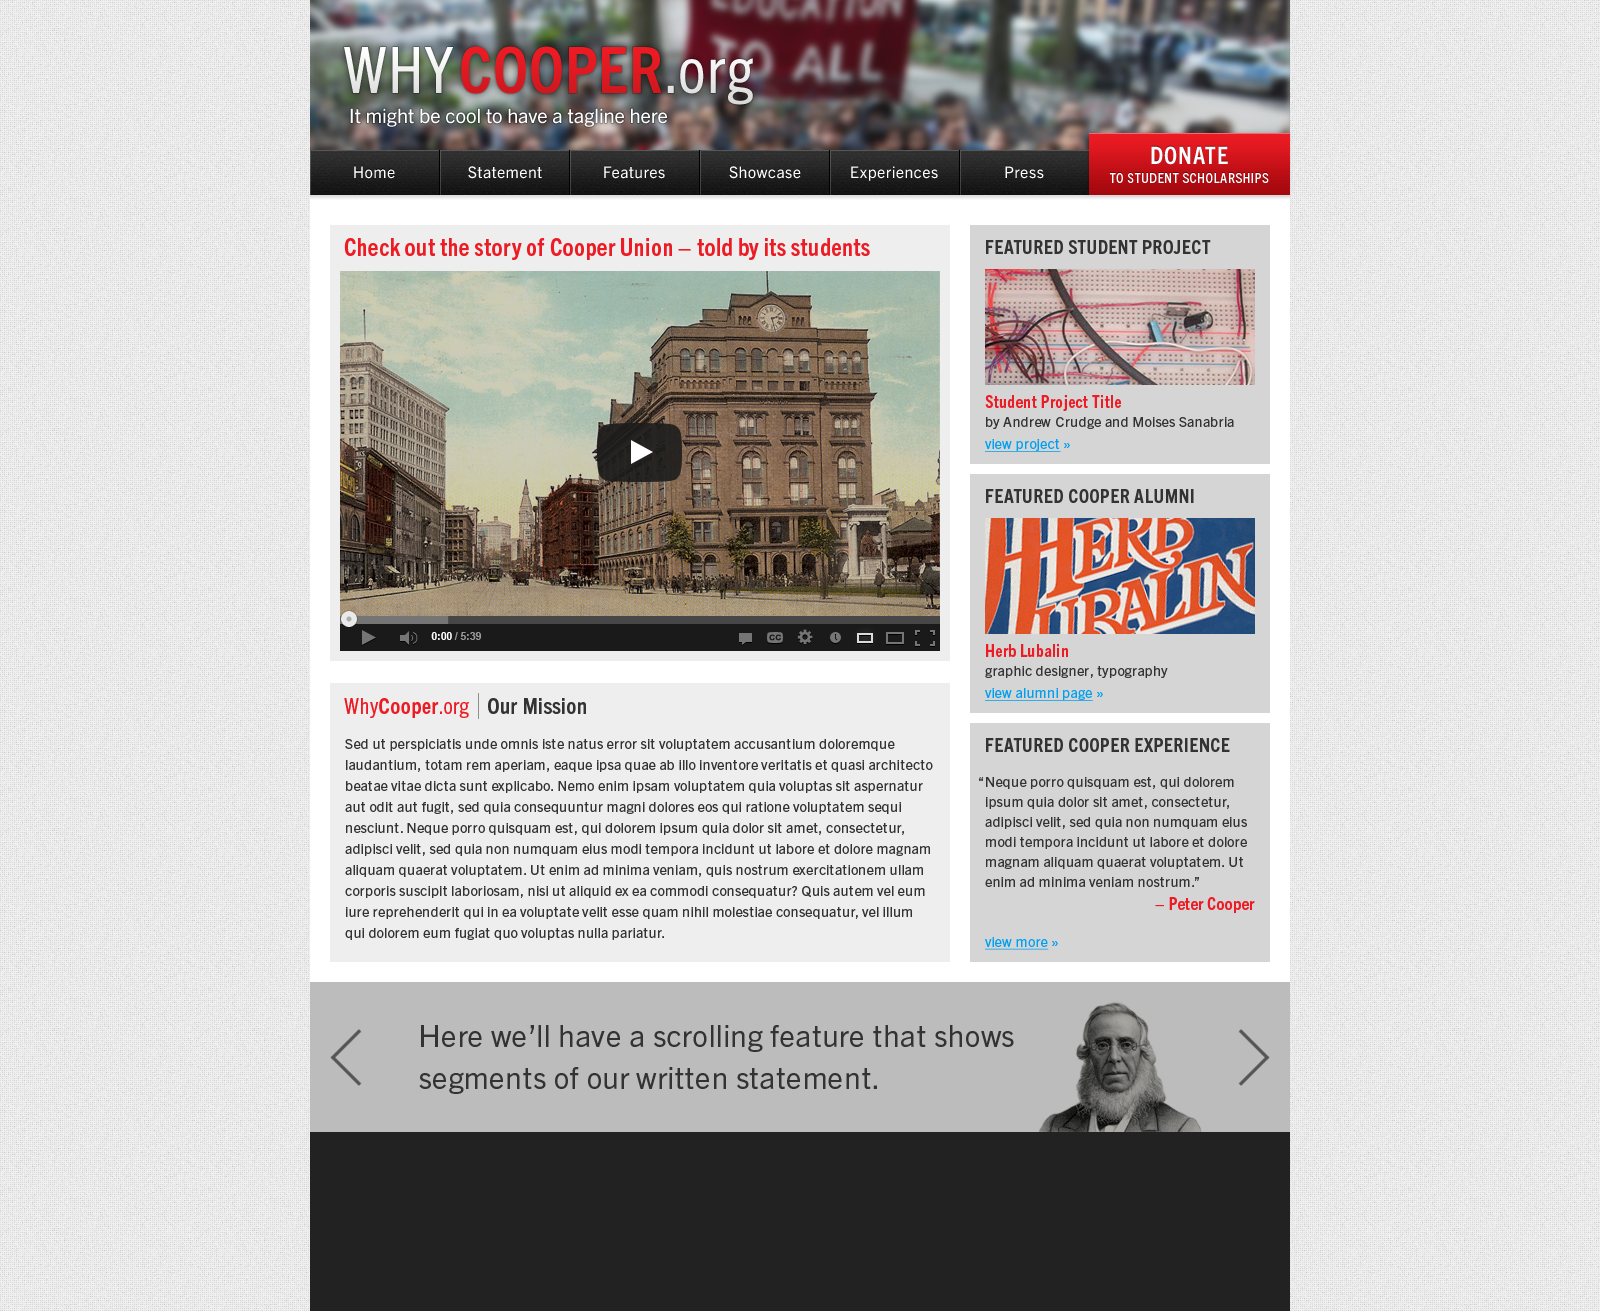 EDUCATION
TO ALL
WHYCOOPER.org
It might be cool to have a tagline here
Home
Statement
Features
Showcase
Experiences
Press
DONATE
TO STUDENT SCHOLARSHIPS
Check out the story of Cooper Union – told by its students
0:00 / 5:39
CC
WhyCooper.org | Our Mission
Sed ut perspiciatis unde omnis iste natus error sit voluptatem accusantium doloremque
laudantium, totam rem aperiam, eaque ipsa quae ab illo inventore veritatis et quasi architecto
beatae vitae dicta sunt explicabo. Nemo enim ipsam voluptatem quia voluptas sit aspernatur
aut odit aut fugit, sed quia consequuntur magni dolores eos qui ratione voluptatem sequi
nesciunt. Neque porro quisquam est, qui dolorem ipsum quia dolor sit amet, consectetur,
adipisci velit, sed quia non numquam eius modi tempora incidunt ut labore et dolore magnam
aliquam quaerat voluptatem. Ut enim ad minima veniam, quis nostrum exercitationem ullam
corporis suscipit laboriosam, nisi ut aliquid ex ea commodi consequatur? Quis autem vel eum
iure reprehenderit qui in ea voluptate velit esse quam nihil molestiae consequatur, vel illum
qui dolorem eum fugiat quo voluptas nulla pariatur.
FEATURED STUDENT PROJECT
Student Project Title
by Andrew Crudge and Moises Sanabria
view project »
FEATURED COOPER ALUMNI
HERB
LUBALIN
Herb Lubalin
graphic designer, typography
view alumni page »
FEATURED COOPER EXPERIENCE
“Neque porro quisquam est, qui dolorem
ipsum quia dolor sit amet, consectetur,
adipisci velit, sed quia non numquam eius
modi tempora incidunt ut labore et dolore
magnam aliquam quaerat voluptatem. Ut
enim ad minima veniam nostrum.”
– Peter Cooper
view more »
Here we’ll have a scrolling feature that shows
segments of our written statement.